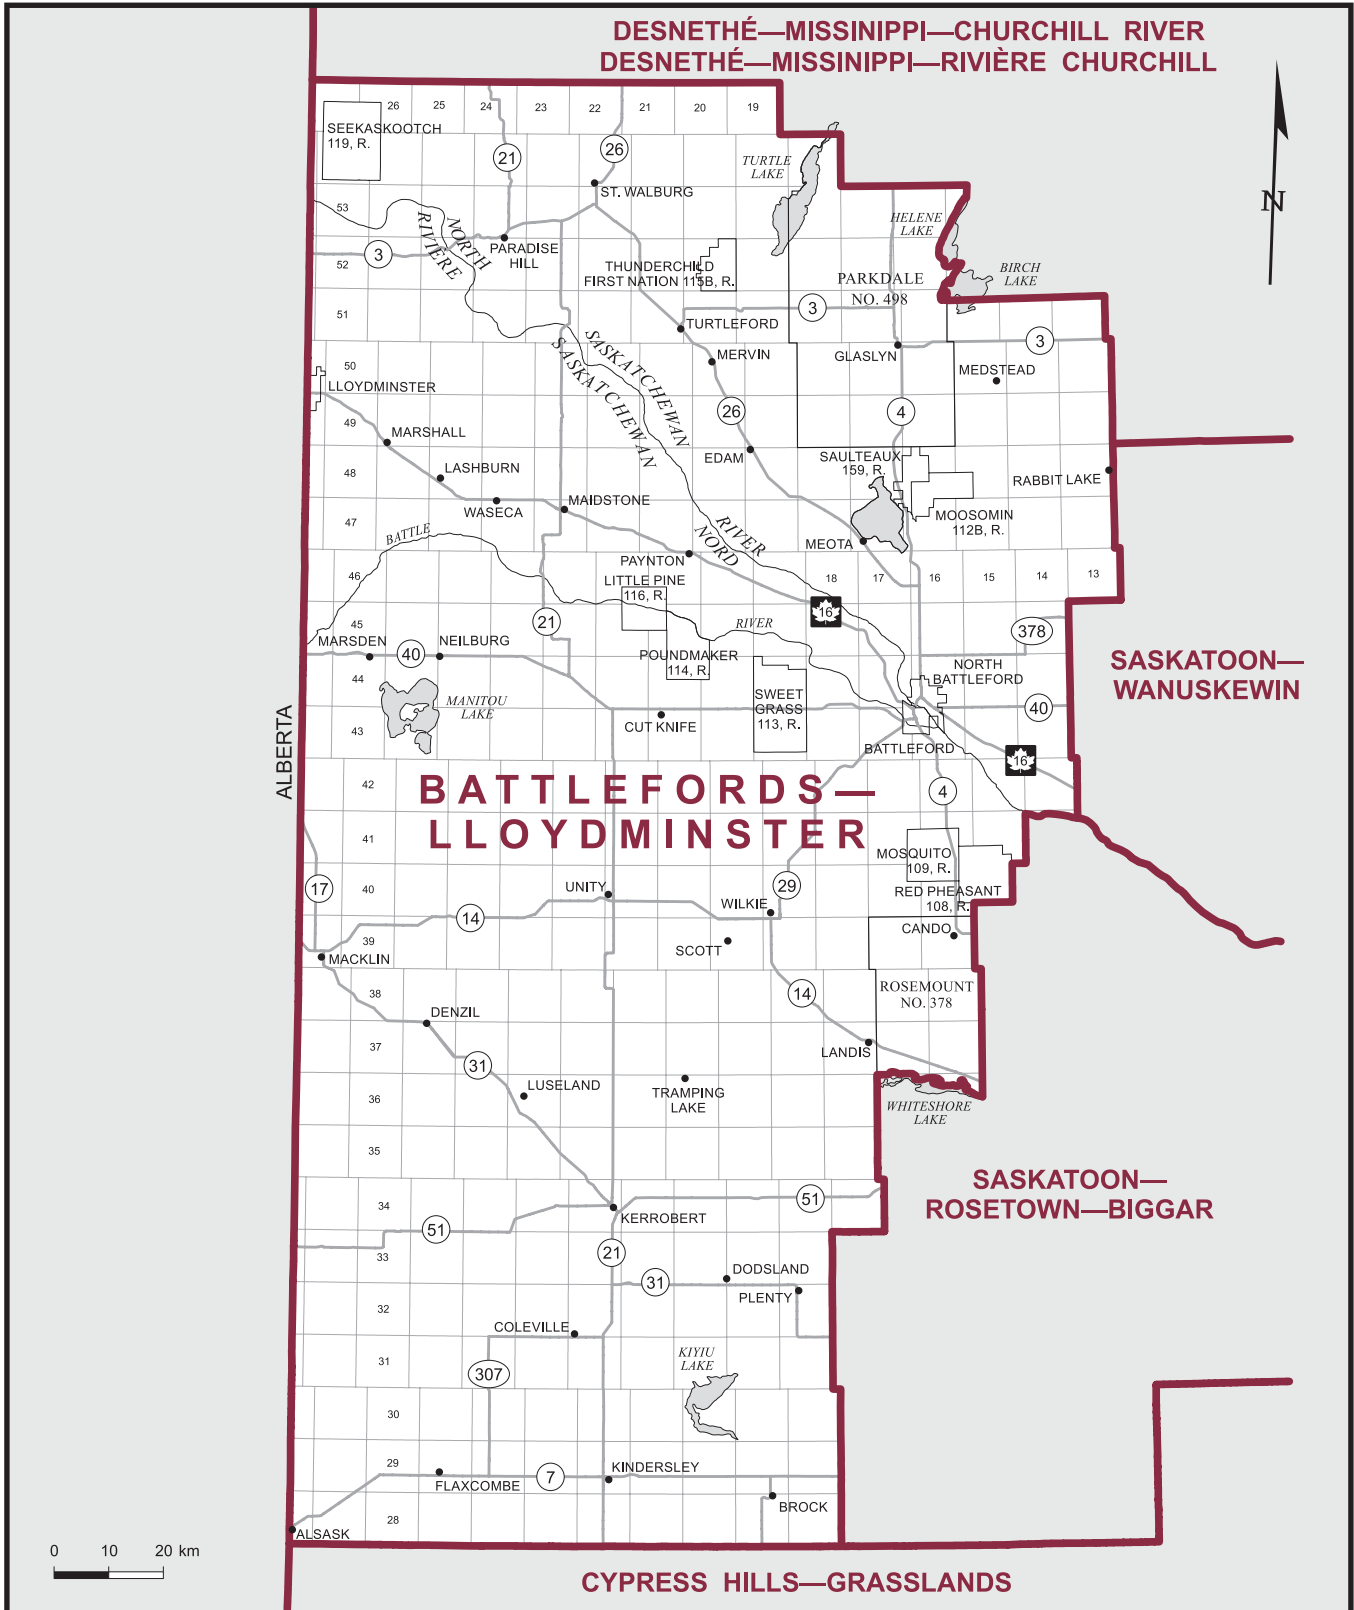 DESNETHÉ—MISSINIPPI—CHURCHILL RIVER
DESNETHÉ—MISSINIPPI—RIVIÈRE CHURCHILL
26 25 24 23 22 21 20 19
SEEKASKOOTCH
119, R.
21
26
TURTLE
LAKE
N
ST. WALBURG
53
HELENE
LAKE
NORTH
RIVIÈRE
PARADISE
HILL
3
52
THUNDERCHILD
FIRST NATION 115B, R.
PARKDALE
NO. 498
BIRCH
LAKE
51
3
TURTLEFORD
SASKATCHEWAN
SASKATCHEWAN
MERVIN
GLASLYN
3
50
MEDSTEAD
LLOYDMINSTER
26
4
49
MARSHALL
EDAM
SAULTEAUX
159, R.
48
LASHBURN
RABBIT LAKE
WASECA
MAIDSTONE
47
MOOSOMIN
112B, R.
BATTLE
RIVER
NORD
MEOTA
PAYNTON
46
LITTLE PINE
116, R.
18 17 16 15 14 13
16
45
21
RIVER
378
MARSDEN
40
NEILBURG
POUNDMAKER
114, R.
SASKATOON—
WANUSKEWIN
NORTH
BATTLEFORD
44
MANITOU
LAKE
SWEET
GRASS
113, R.
40
43
CUT KNIFE
BATTLEFORD
ALBERTA
16
42
BATTLEFORDS—
LLOYDMINSTER
4
41
MOSQUITO
109, R.
17
40
UNITY
29
RED PHEASANT
108, R.
WILKIE
14
39
SCOTT
CANDO
MACKLIN
38
14
ROSEMOUNT
NO. 378
DENZIL
37
31
LANDIS
LUSELAND
36
TRAMPING
LAKE
WHITESHORE
LAKE
35
SASKATOON—
ROSETOWN—BIGGAR
34
51
KERROBERT
51
33
21
DODSLAND
31
PLENTY
32
COLEVILLE
31
KIYIU
LAKE
307
30
29
KINDERSLEY
7
FLAXCOMBE
BROCK
28
ALSASK
0 10 20 km
CYPRESS HILLS—GRASSLANDS